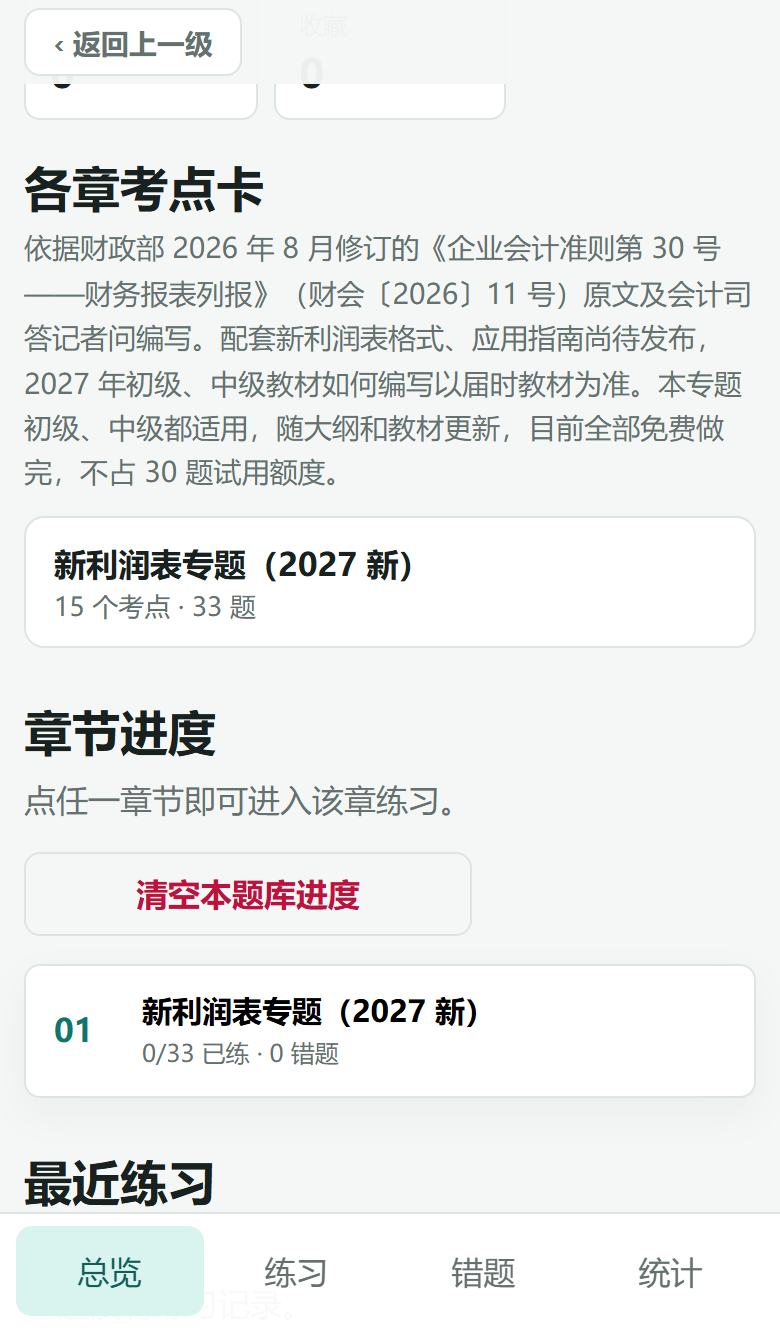 ‹ 返回上一级
收藏
0
0
各章考点卡
依据财政部 2026 年 8 月修订的《企业会计准则第 30 号
——财务报表列报》（财会〔2026〕11 号）原文及会计司
答记者问编写。配套新利润表格式、应用指南尚待发布，
2027 年初级、中级教材如何编写以届时教材为准。本专题
初级、中级都适用，随大纲和教材更新，目前全部免费做
完，不占 30 题试用额度。
新利润表专题（2027 新）
15 个考点 · 33 题
章节进度
点任一章节即可进入该章练习。
清空本题库进度
01
新利润表专题（2027 新）
0/33 已练 · 0 错题
最近练习
总览
练习
错题
统计
习记录。